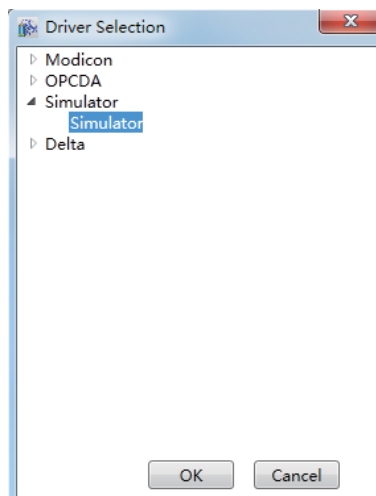 Driver Selection
Modicon
OPCDA
Simulator
Simulator
Delta
OK
Cancel